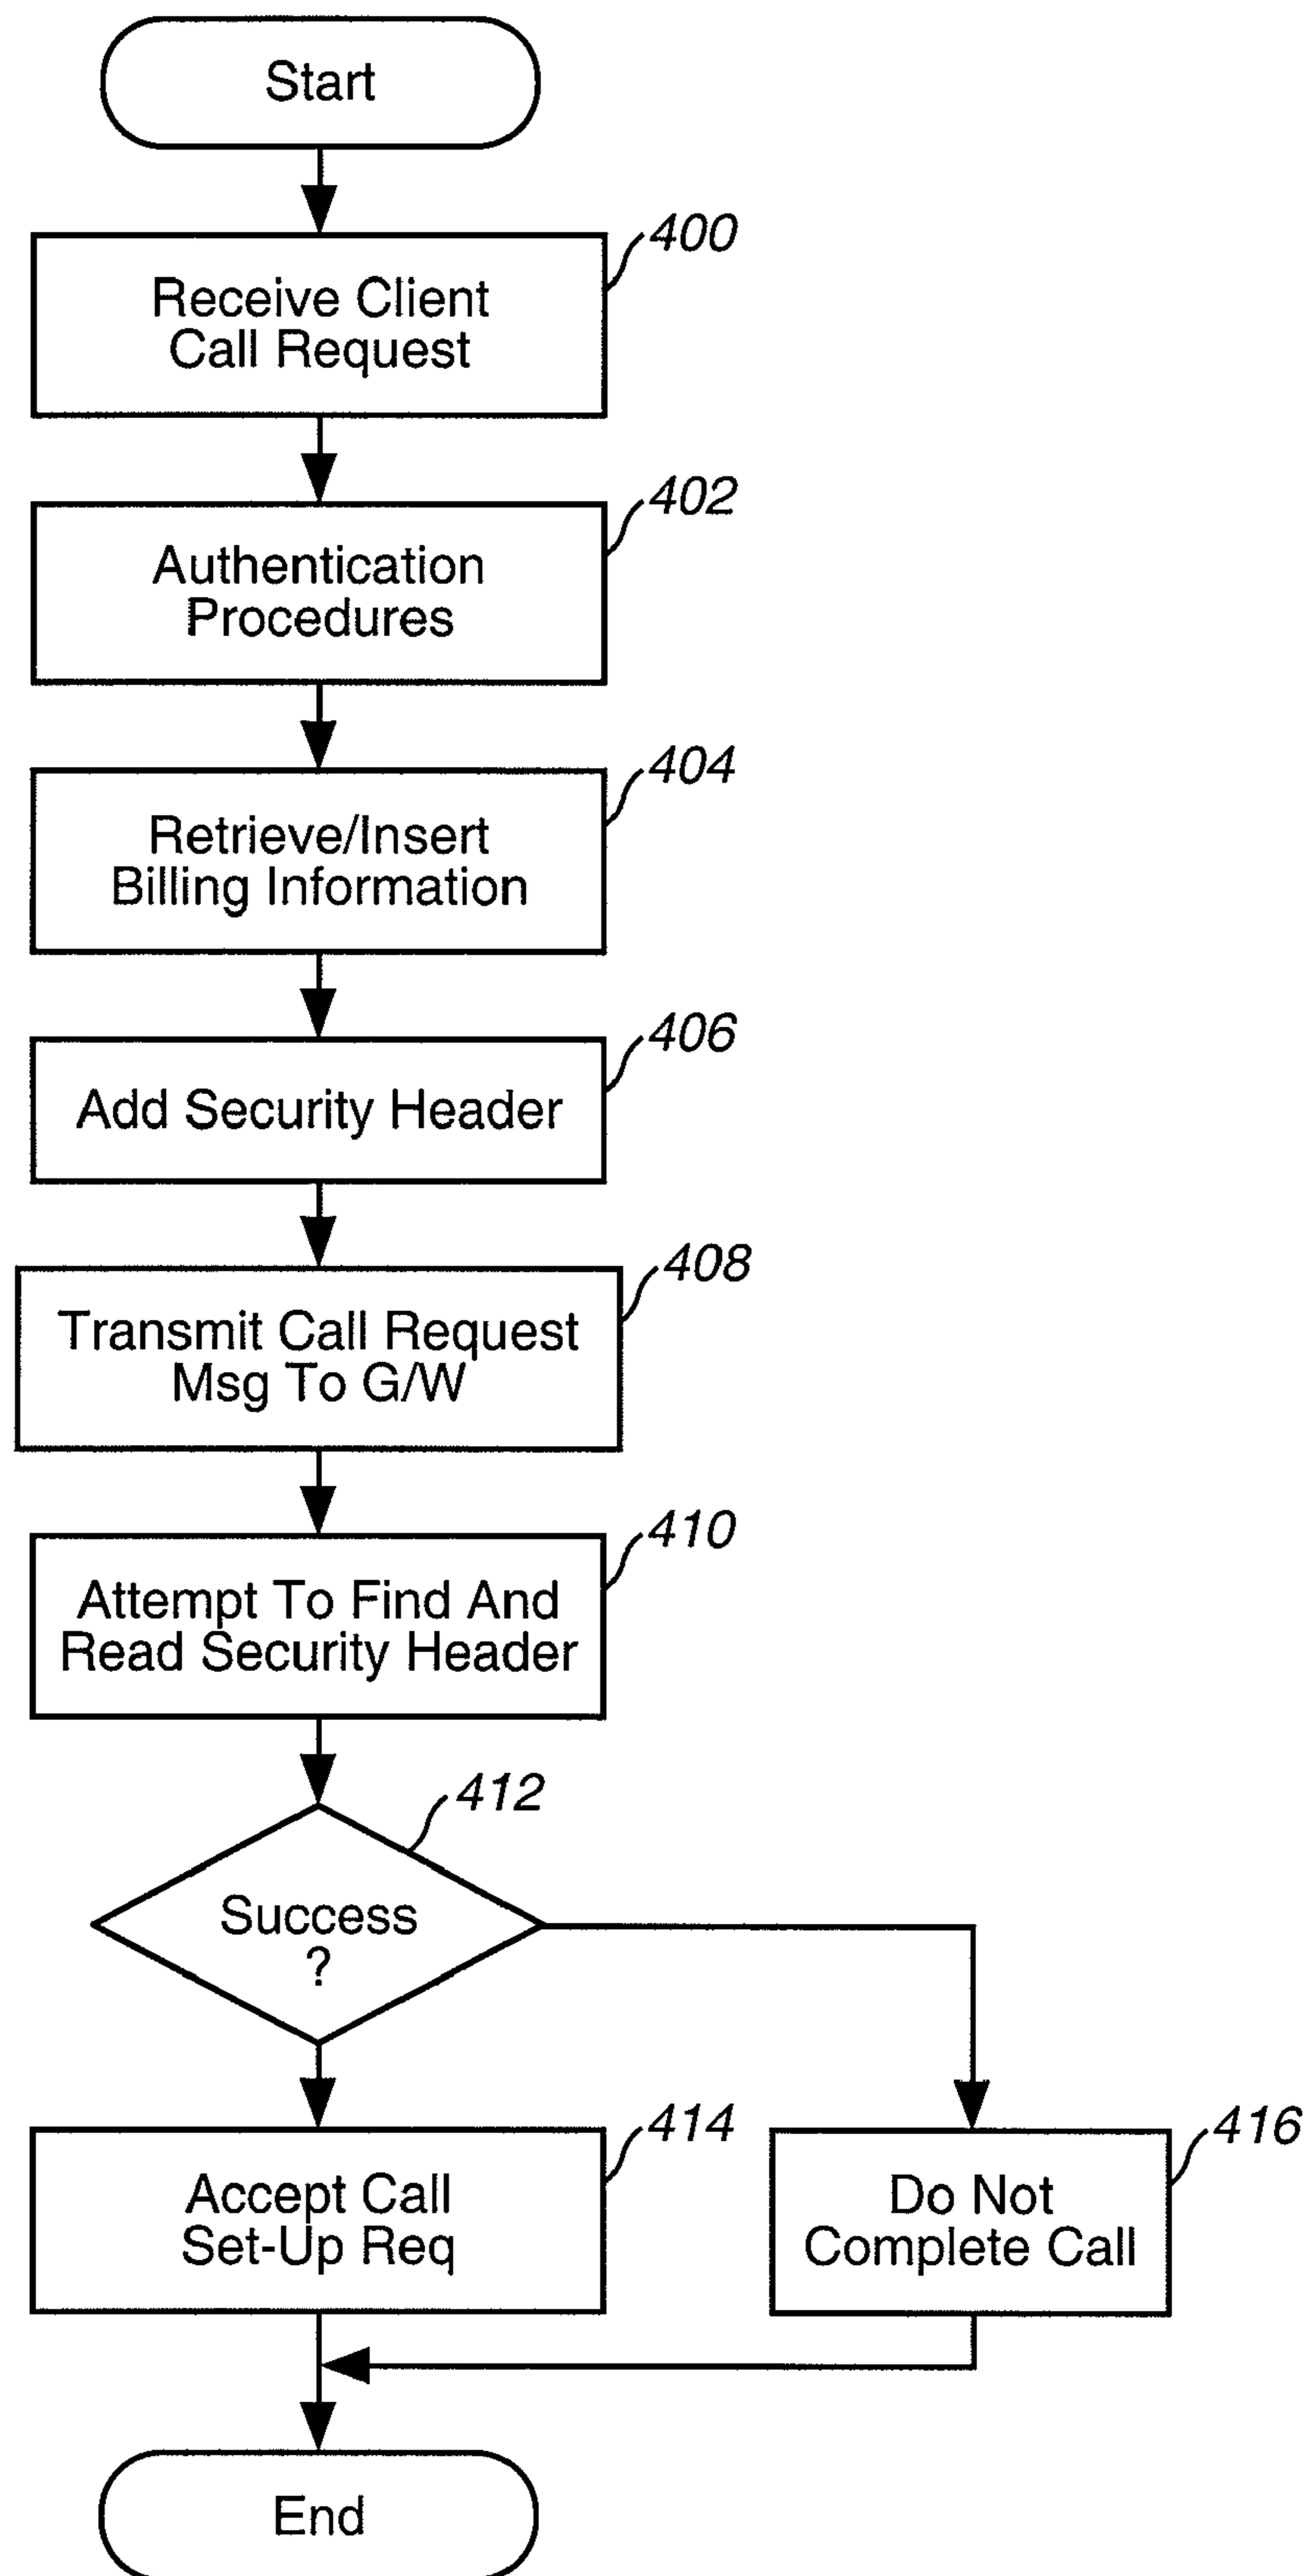 Start
400
Receive Client
Call Request
402
Authentication
Procedures
404
Retrieve/Insert
Billing Information
406
Add Security Header
408
Transmit Call Request
Msg To G/W
410
Attempt To Find And
Read Security Header
412
Success
?
414
Accept Call
Set-Up Req
416
Do Not
Complete Call
End